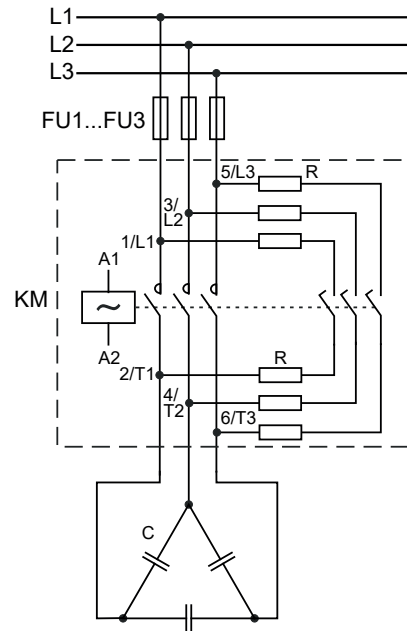 L1
L2
L3
FU1...FU3
5/L3
R
3/
L2
1/L1
A1
KM
~
A2
2/T1
R
4/
T2
6/T3
C